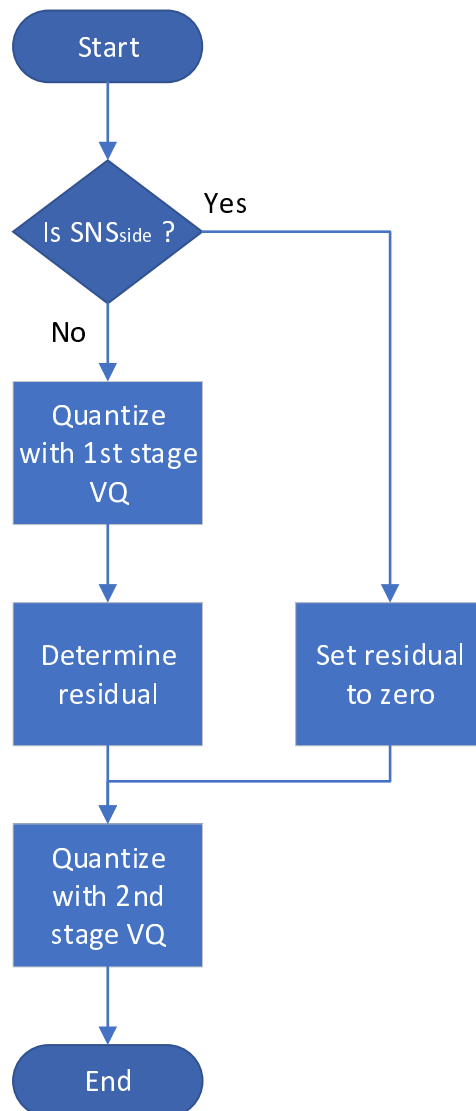 Start
Yes
Is SNSside ?
No
Quantize
with 1st stage
VQ
Determine
residual
Set residual
to zero
Quantize
with 2nd
stage VQ
End